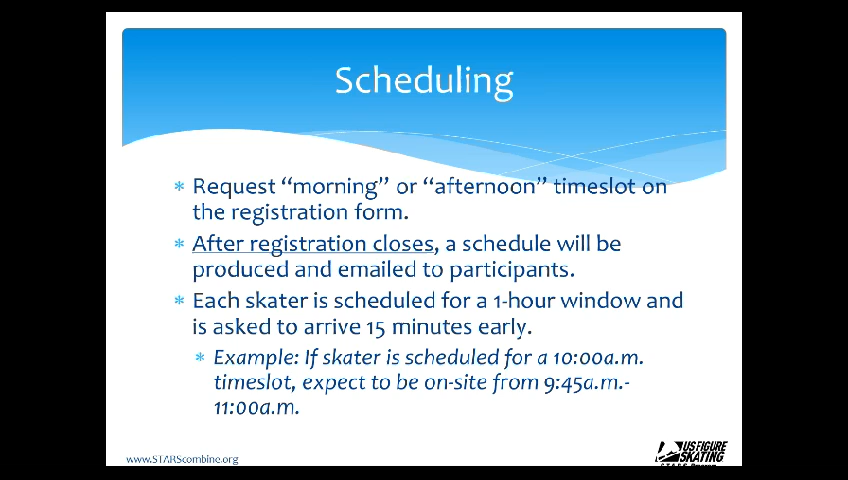 Scheduling
* Request “morning” or “afternoon” timeslot on
the registration form.
* After registration closes, a schedule will be
produced and emailed to participants.
* Each skater is scheduled for a 1-hour window and
is asked to arrive 15 minutes early.
* Example: If skater is scheduled for a 10:00a.m.
timeslot, expect to be on-site from 9:45a.m.-
11:00a.m.
www.STARScombine.org
US FIGURE
SKATING
S.T.A.R.S.